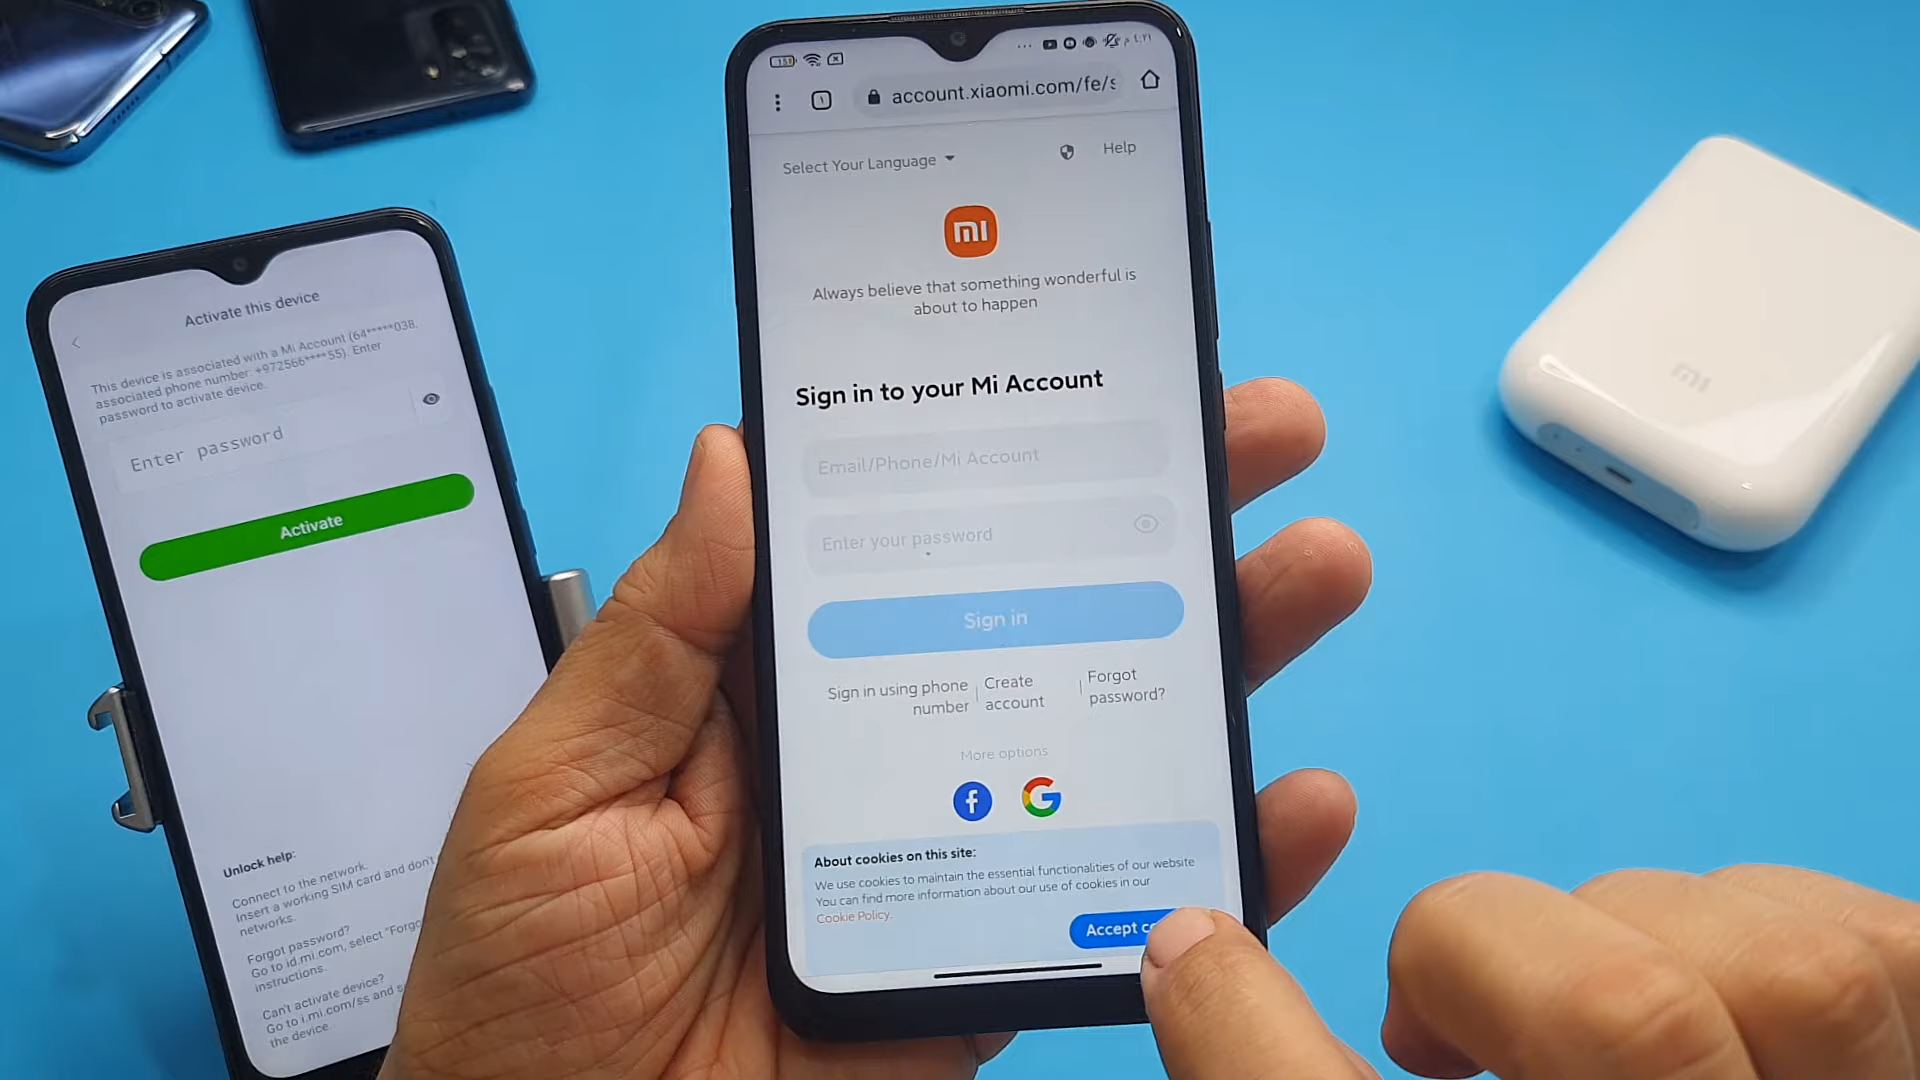 Activate this device
This device is associated with a Mi Account (64*****038,
associated phone number: +972566****55). Enter
password to activate device.
Enter password
Activate
Unlock help:
Connect to the network.
Insert a working SIM card and don't
networks.
Forgot password?
Go to id.mi.com, select "Forgo
instructions.
Can't activate device?
Go to i.mi.com/ss and s
the device.
account.xiaomi.com/fe/s
Select Your Language
Help
mi
Always believe that something wonderful is
about to happen
Sign in to your Mi Account
Email/Phone/Mi Account
Enter your password
Sign in
Sign in using phone
number
Create
account
Forgot
password?
More options
About cookies on this site:
We use cookies to maintain the essential functionalities of our website
You can find more information about our use of cookies in our
Cookie Policy.
Accept
mi